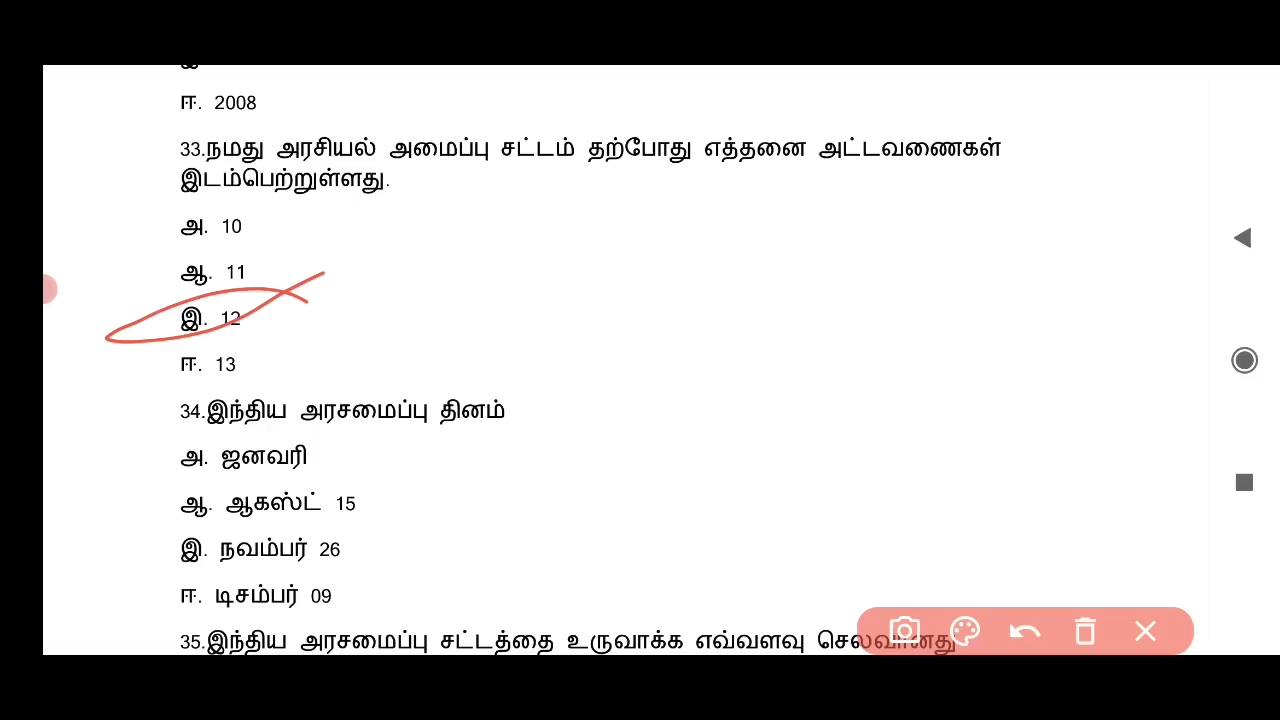 ஈ. 2008
33.நமது அரசியல் அமைப்பு சட்டம் தற்போது எத்தனை அட்டவணைகள்
இடம்பெற்றுள்ளது.
அ. 10
ஆ. 11
இ. 12
ஈ. 13
34.இந்திய அரசமைப்பு தினம்
அ. ஜனவரி
ஆ. ஆகஸ்ட் 15
இ. நவம்பர் 26
ஈ. டிசம்பர் 09
35.இந்திய அரசமைப்பு சட்டத்தை உருவாக்க எவ்வளவு செலவானது